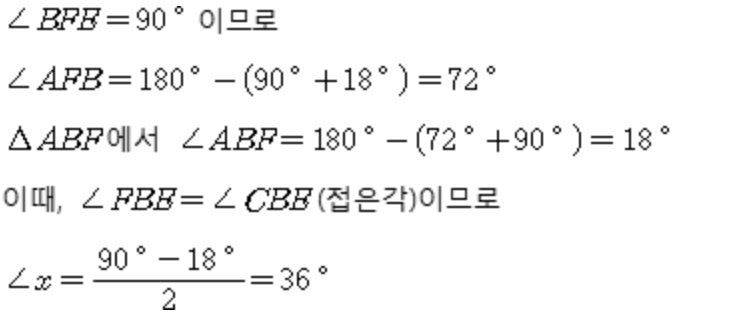 ∠BFE=90° 이므로
∠AFB=180°-(90°+18°)=72°
△ABF에서 ∠ABF=180°-(72°+90°)=18°
이때, ∠FBE=∠CBE(접은각)이므로
∠x=\frac{90°-18°}{2}=36°